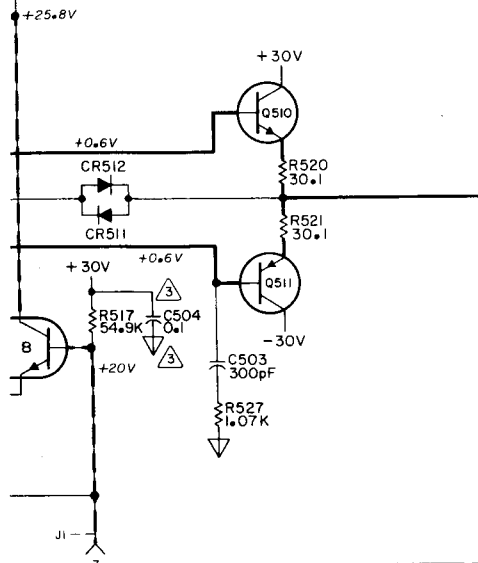 +25.8V
+30V
Q510
+0.6V
CR512
R520
30.1
CR511
R521
30.1
+0.6V
+30V
3
Q511
R517
54.9K
C504
0.1
-30V
8
3
+20V
C503
300pF
R527
1.07K
J1
7